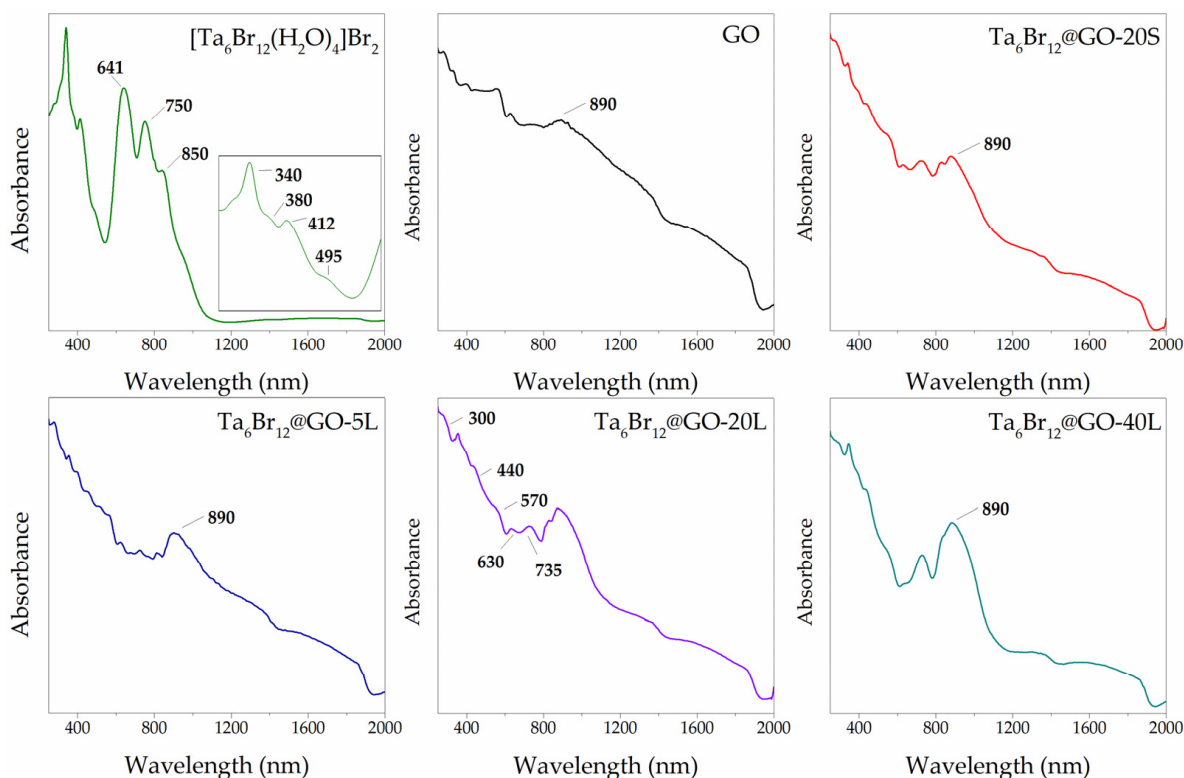 [Ta₆Br₁₂(H₂O)₄]Br₂
641
750
850
340
380
412
495
Absorbance
400 800 1200 1600 2000
Wavelength (nm)
GO
890
Absorbance
400 800 1200 1600 2000
Wavelength (nm)
Ta₆Br₁₂@GO-20S
890
Absorbance
400 800 1200 1600 2000
Wavelength (nm)
Ta₆Br₁₂@GO-5L
890
Absorbance
400 800 1200 1600 2000
Wavelength (nm)
Ta₆Br₁₂@GO-20L
300
440
570
630
735
Absorbance
400 800 1200 1600 2000
Wavelength (nm)
Ta₆Br₁₂@GO-40L
890
Absorbance
400 800 1200 1600 2000
Wavelength (nm)